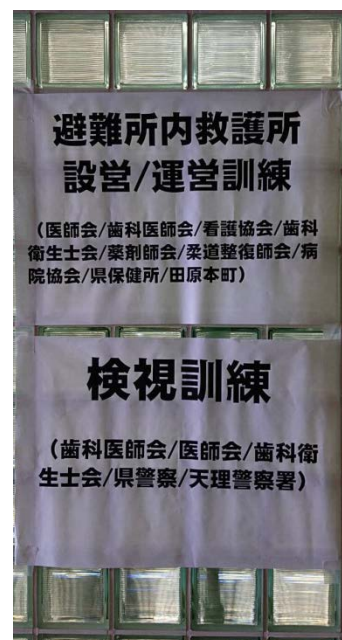 避難所内救護所
設営/運営訓練
(医師会/歯科医師会/看護協会/歯科
衛生士会/薬剤師会/柔道整復師会/病
院協会/県保健所/田原本町)
検視訓練
(歯科医師会/医師会/歯科衛
生士会/県警察/天理警察署)